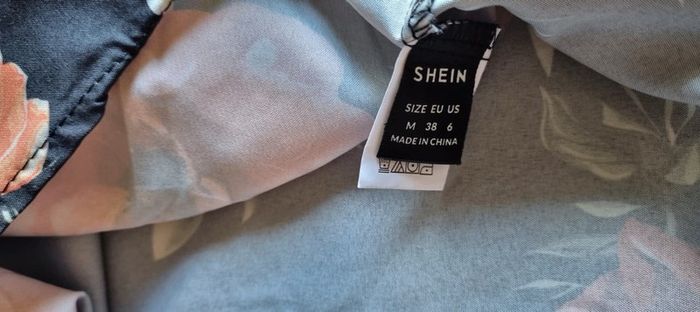 SHEIN
SIZE EU US
M 38 6
MADE IN CHINA